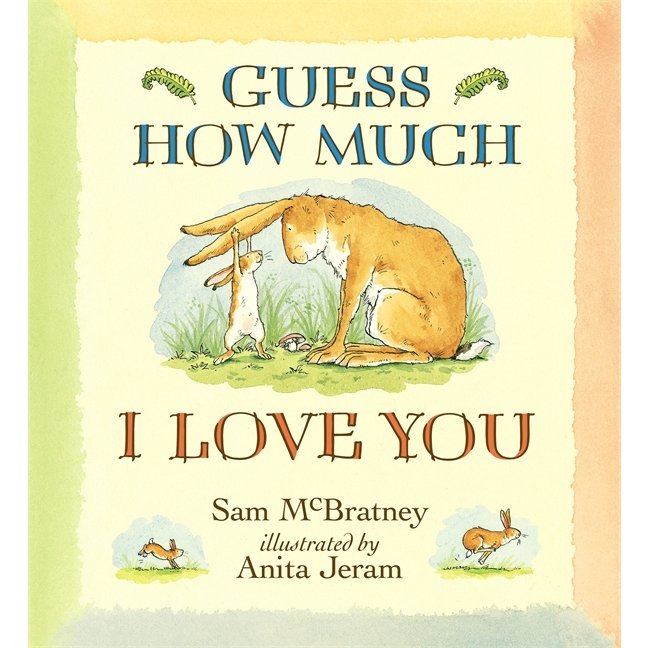 GUESS
HOW MUCH
I LOVE YOU
Sam McBratney
illustrated by
Anita Jeram